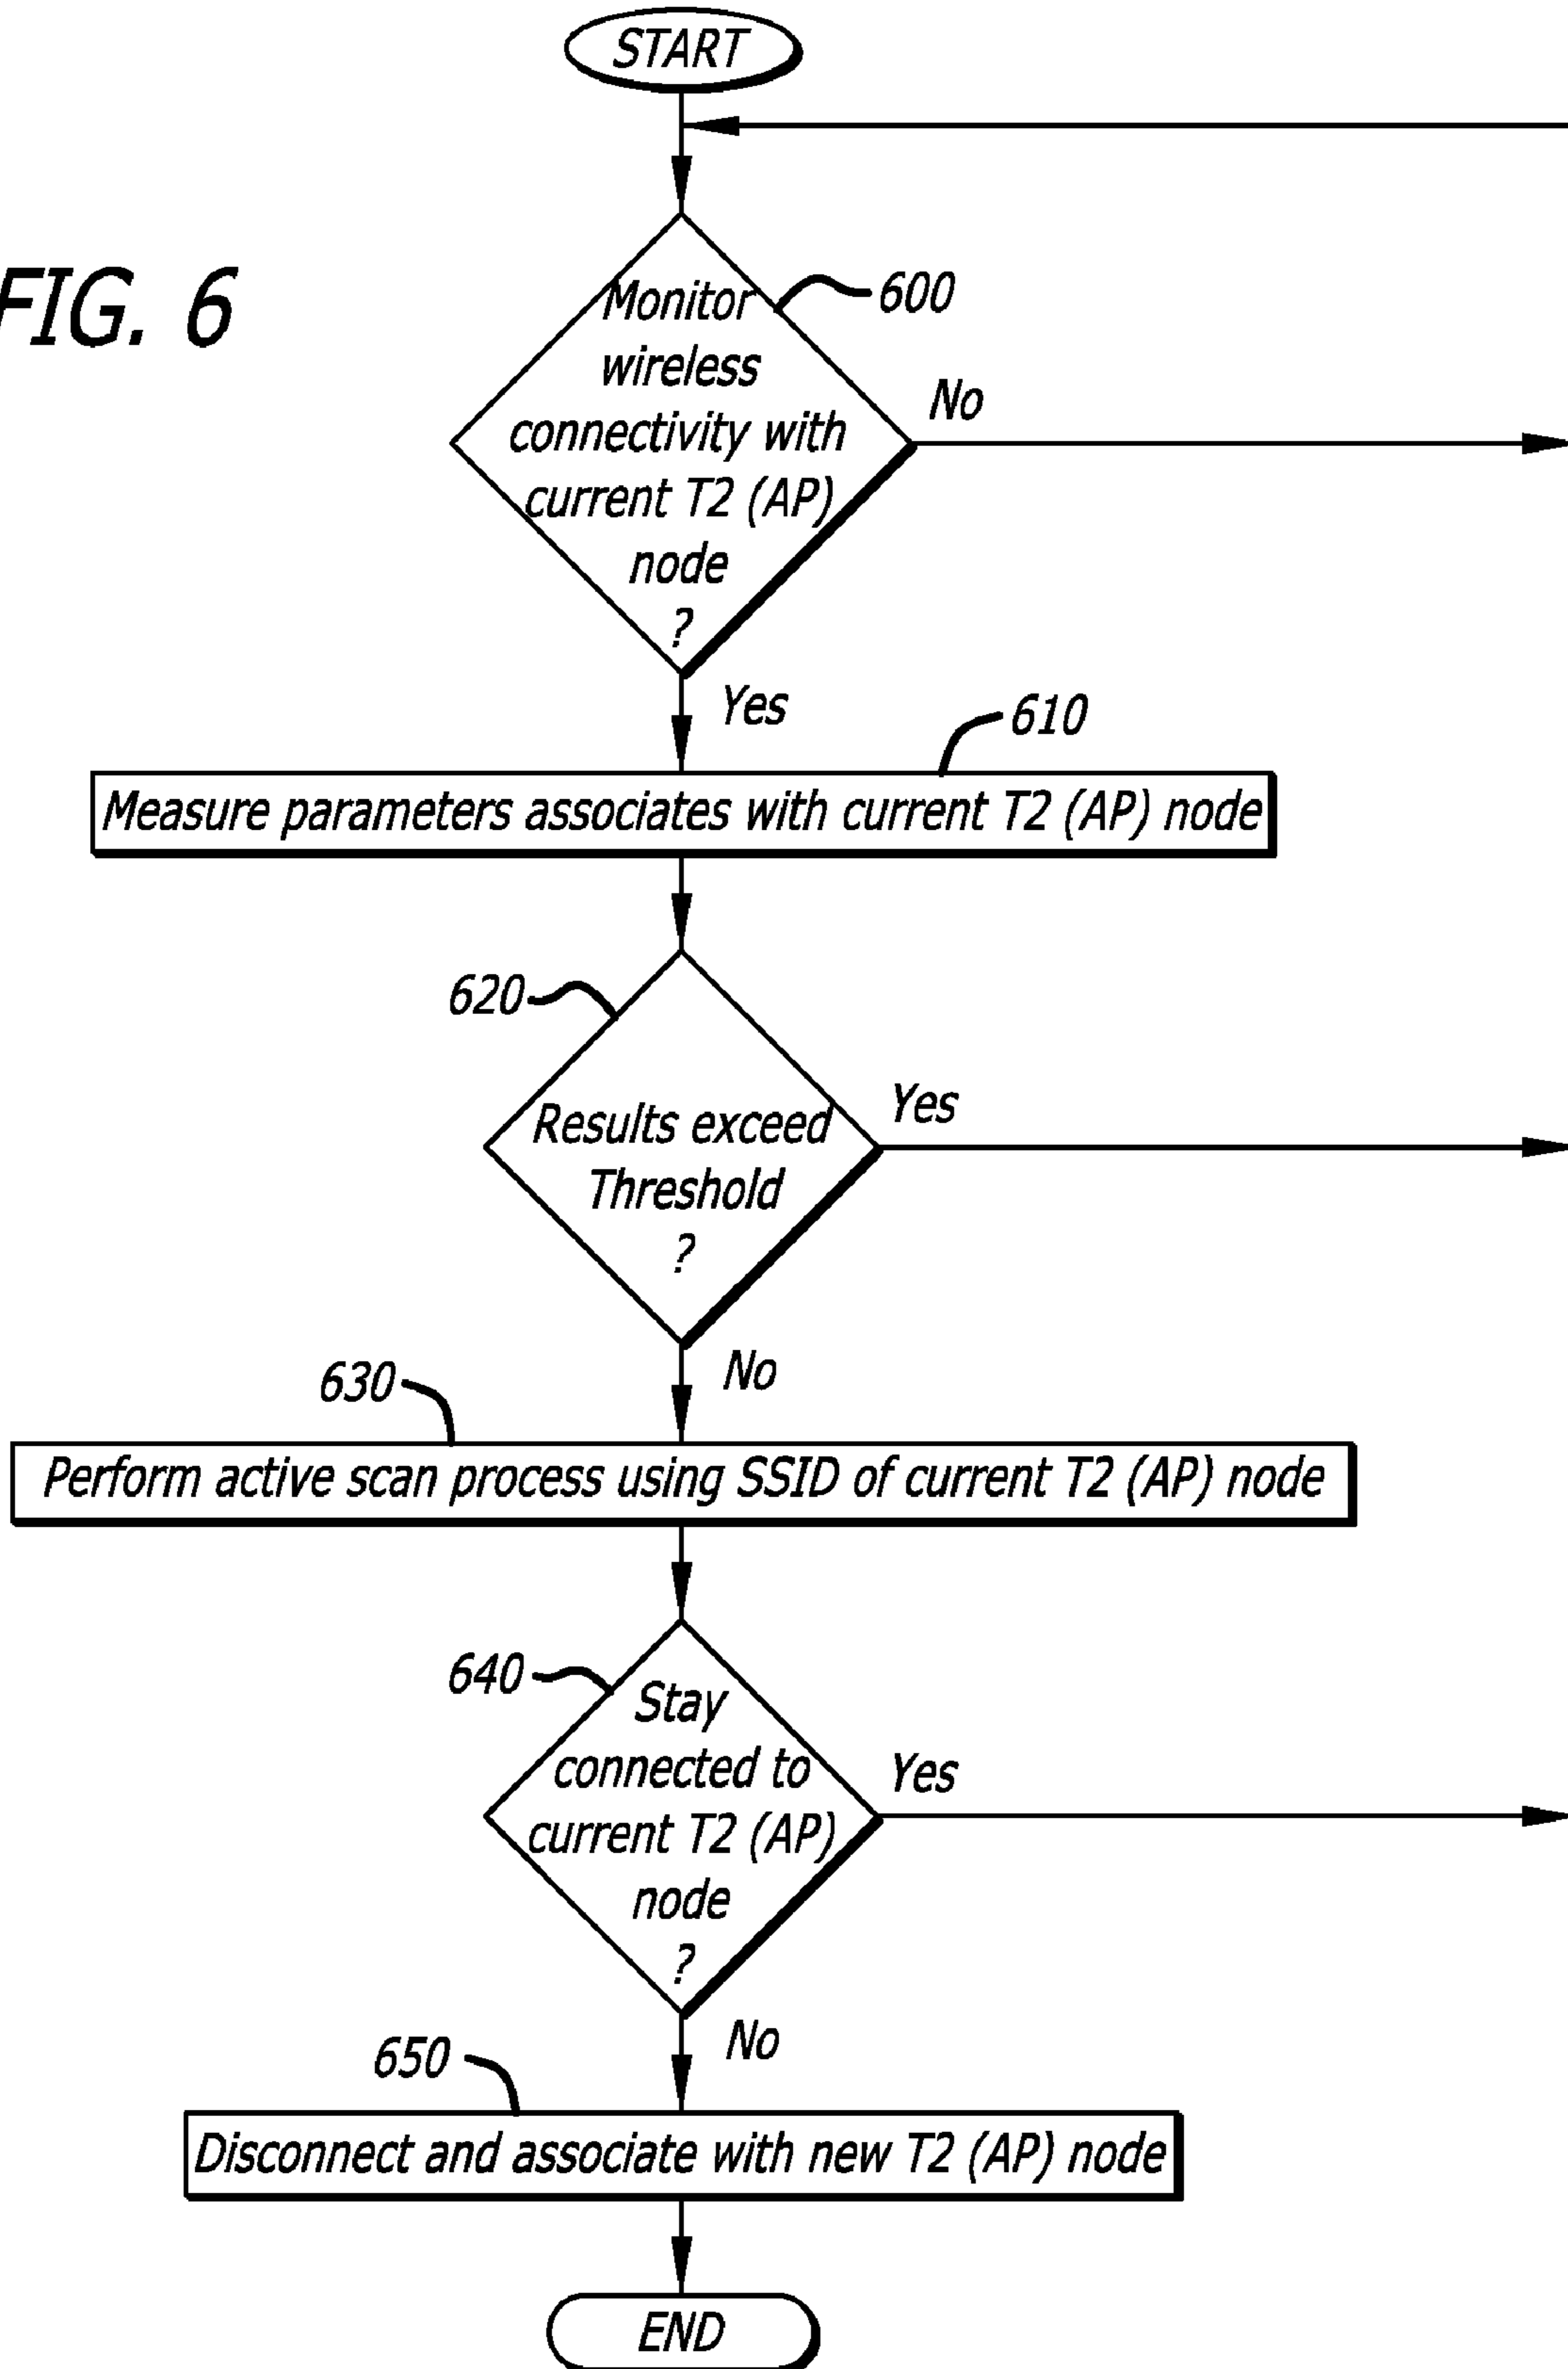 START
FIG. 6
Monitor
wireless
connectivity with
current T2 (AP)
node
?
600
No
Yes
610
Measure parameters associates with current T2 (AP) node
620
Results exceed
Threshold
?
Yes
No
630
Perform active scan process using SSID of current T2 (AP) node
640
Stay
connected to
current T2 (AP)
node
?
Yes
No
650
Disconnect and associate with new T2 (AP) node
END